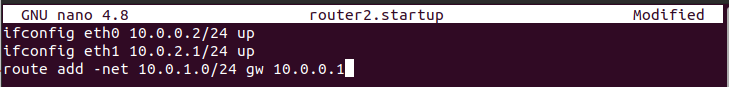 GNU nano 4.8 router2.startup Modified
ifconfig eth0 10.0.0.2/24 up
ifconfig eth1 10.0.2.1/24 up
route add -net 10.0.1.0/24 gw 10.0.0.1